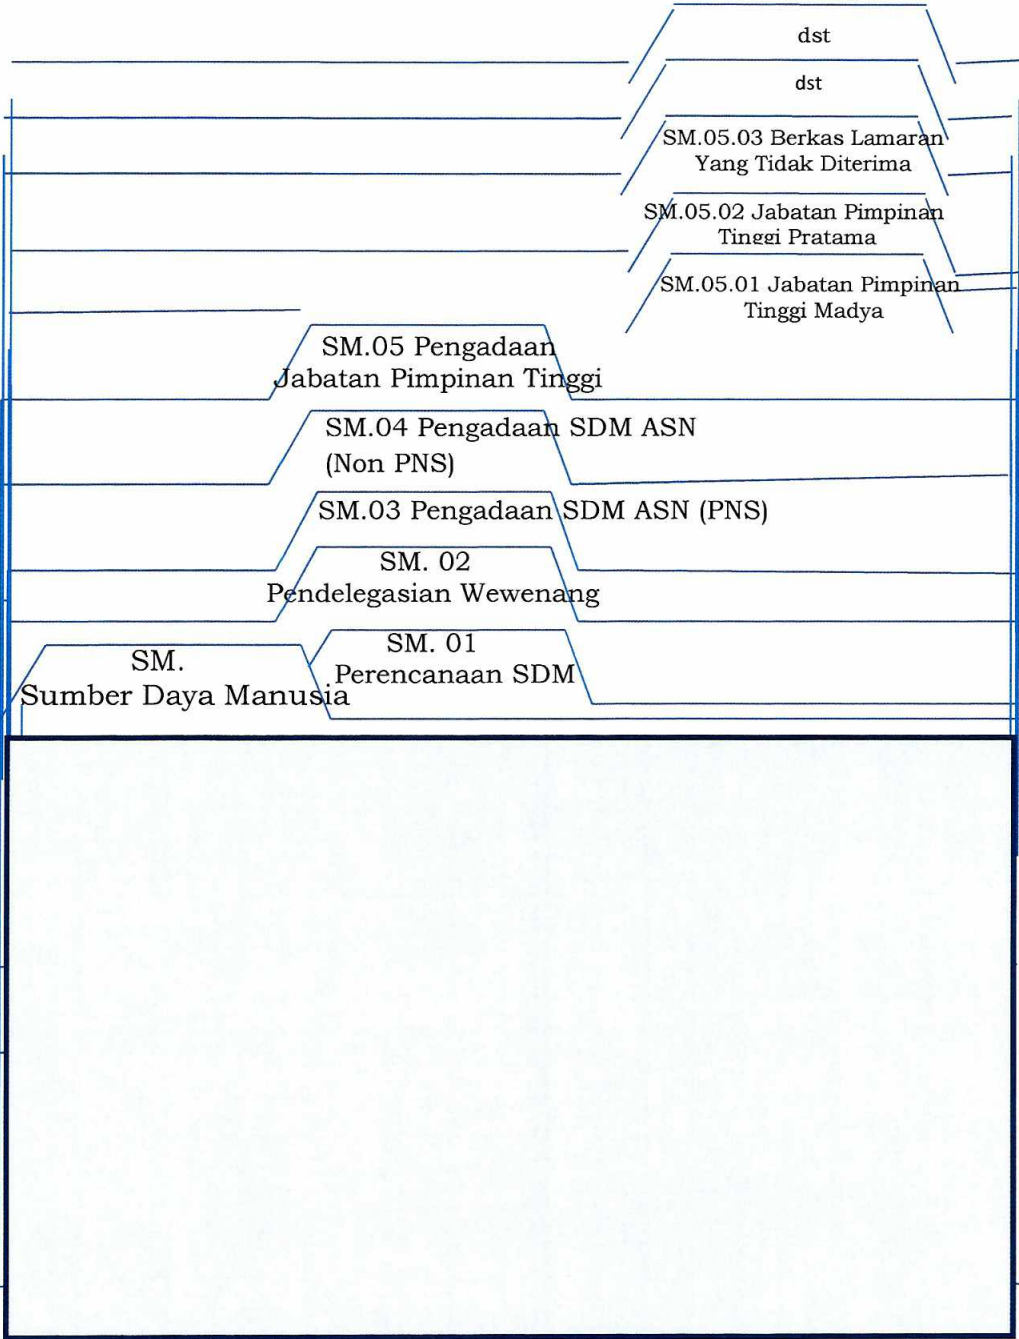 dst
dst
SM.05.03 Berkas Lamaran
Yang Tidak Diterima
SM.05.02 Jabatan Pimpinan
Tinggi Pratama
SM.05.01 Jabatan Pimpinan
Tinggi Madya
SM.05 Pengadaan
Jabatan Pimpinan Tinggi
SM.04 Pengadaan SDM ASN
(Non PNS)
SM.03 Pengadaan SDM ASN (PNS)
SM. 02
Pendelegasian Wewenang
SM. 01
Perencanaan SDM
SM.
Sumber Daya Manusia